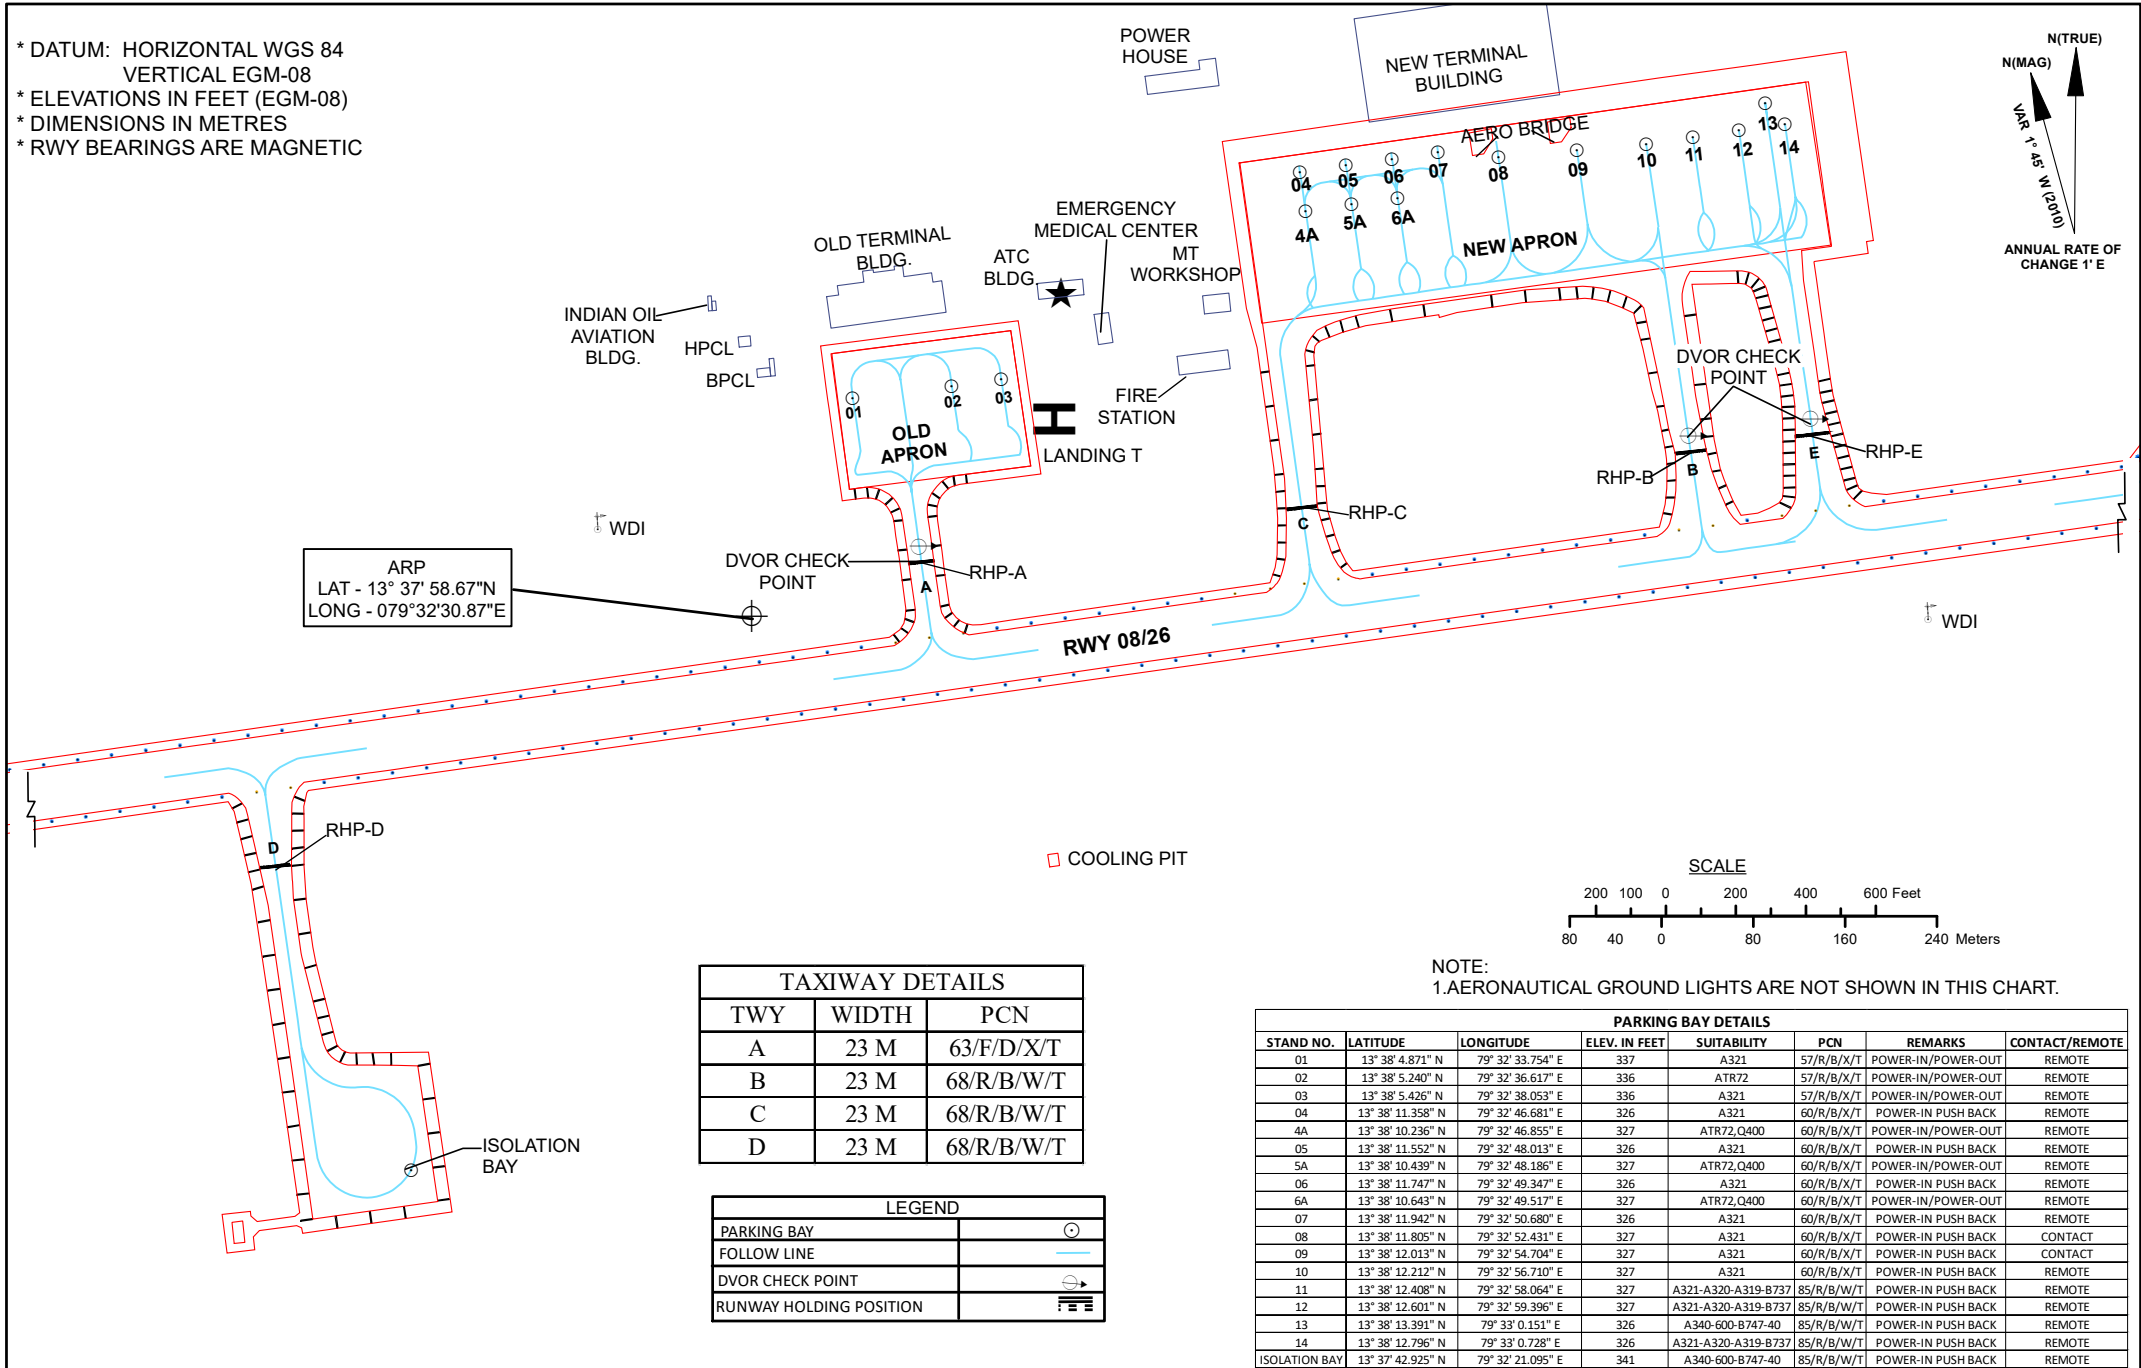 * DATUM: HORIZONTAL WGS 84
VERTICAL EGM-08
* ELEVATIONS IN FEET (EGM-08)
* DIMENSIONS IN METRES
* RWY BEARINGS ARE MAGNETIC
POWER
HOUSE
NEW TERMINAL
BUILDING
N(TRUE)
N(MAG)
VAR 1° 45' W (2010)
ANNUAL RATE OF
CHANGE 1' E
AERO BRIDGE
04
05
06
07
08
09
10
11
12
13
14
4A
5A
6A
NEW APRON
EMERGENCY
MEDICAL CENTER
OLD TERMINAL
BLDG.
ATC
BLDG.
MT
WORKSHOP
INDIAN OIL
AVIATION
BLDG.
HPCL
BPCL
01
02
03
OLD
APRON
FIRE
STATION
LANDING T
DVOR CHECK
POINT
RHP-E
E
RHP-B
B
RHP-C
C
WDI
DVOR CHECK
POINT
RHP-A
A
ARP
LAT - 13° 37' 58.67"N
LONG - 079°32'30.87"E
RWY 08/26
WDI
RHP-D
D
COOLING PIT
ISOLATION
BAY
SCALE
200 100 0 200 400 600 Feet
80 40 0 80 160 240 Meters
NOTE:
1.AERONAUTICAL GROUND LIGHTS ARE NOT SHOWN IN THIS CHART.
TAXIWAY DETAILS
TWY WIDTH PCN
A 23 M 63/F/D/X/T
B 23 M 68/R/B/W/T
C 23 M 68/R/B/W/T
D 23 M 68/R/B/W/T
LEGEND
PARKING BAY
FOLLOW LINE
DVOR CHECK POINT
RUNWAY HOLDING POSITION
PARKING BAY DETAILS
STAND NO. LATITUDE LONGITUDE ELEV. IN FEET SUITABILITY PCN REMARKS CONTACT/REMOTE
01 13° 38' 4.871" N 79° 32' 33.754" E 337 A321 57/R/B/X/T POWER-IN/POWER-OUT REMOTE
02 13° 38' 5.240" N 79° 32' 36.617" E 336 ATR72 57/R/B/X/T POWER-IN/POWER-OUT REMOTE
03 13° 38' 5.426" N 79° 32' 38.053" E 336 A321 57/R/B/X/T POWER-IN/POWER-OUT REMOTE
04 13° 38' 11.358" N 79° 32' 46.681" E 326 A321 60/R/B/X/T POWER-IN PUSH BACK REMOTE
4A 13° 38' 10.236" N 79° 32' 46.855" E 327 ATR72,Q400 60/R/B/X/T POWER-IN/POWER-OUT REMOTE
05 13° 38' 11.552" N 79° 32' 48.013" E 326 A321 60/R/B/X/T POWER-IN PUSH BACK REMOTE
5A 13° 38' 10.439" N 79° 32' 48.186" E 327 ATR72,Q400 60/R/B/X/T POWER-IN/POWER-OUT REMOTE
06 13° 38' 11.747" N 79° 32' 49.347" E 326 A321 60/R/B/X/T POWER-IN PUSH BACK REMOTE
6A 13° 38' 10.643" N 79° 32' 49.517" E 327 ATR72,Q400 60/R/B/X/T POWER-IN/POWER-OUT REMOTE
07 13° 38' 11.942" N 79° 32' 50.680" E 326 A321 60/R/B/X/T POWER-IN PUSH BACK REMOTE
08 13° 38' 11.805" N 79° 32' 52.431" E 327 A321 60/R/B/X/T POWER-IN PUSH BACK CONTACT
09 13° 38' 12.013" N 79° 32' 54.704" E 327 A321 60/R/B/X/T POWER-IN PUSH BACK CONTACT
10 13° 38' 12.212" N 79° 32' 56.710" E 327 A321 60/R/B/X/T POWER-IN PUSH BACK REMOTE
11 13° 38' 12.408" N 79° 32' 58.064" E 327 A321-A320-A319-B737 85/R/B/W/T POWER-IN PUSH BACK REMOTE
12 13° 38' 12.601" N 79° 32' 59.396" E 327 A321-A320-A319-B737 85/R/B/W/T POWER-IN PUSH BACK REMOTE
13 13° 38' 13.391" N 79° 33' 0.151" E 326 A340-600-B747-40 85/R/B/W/T POWER-IN PUSH BACK REMOTE
14 13° 38' 12.796" N 79° 33' 0.728" E 326 A321-A320-A319-B737 85/R/B/W/T POWER-IN PUSH BACK REMOTE
ISOLATION BAY 13° 37' 42.925" N 79° 32' 21.095" E 341 A340-600-B747-40 85/R/B/W/T POWER-IN PUSH BACK REMOTE